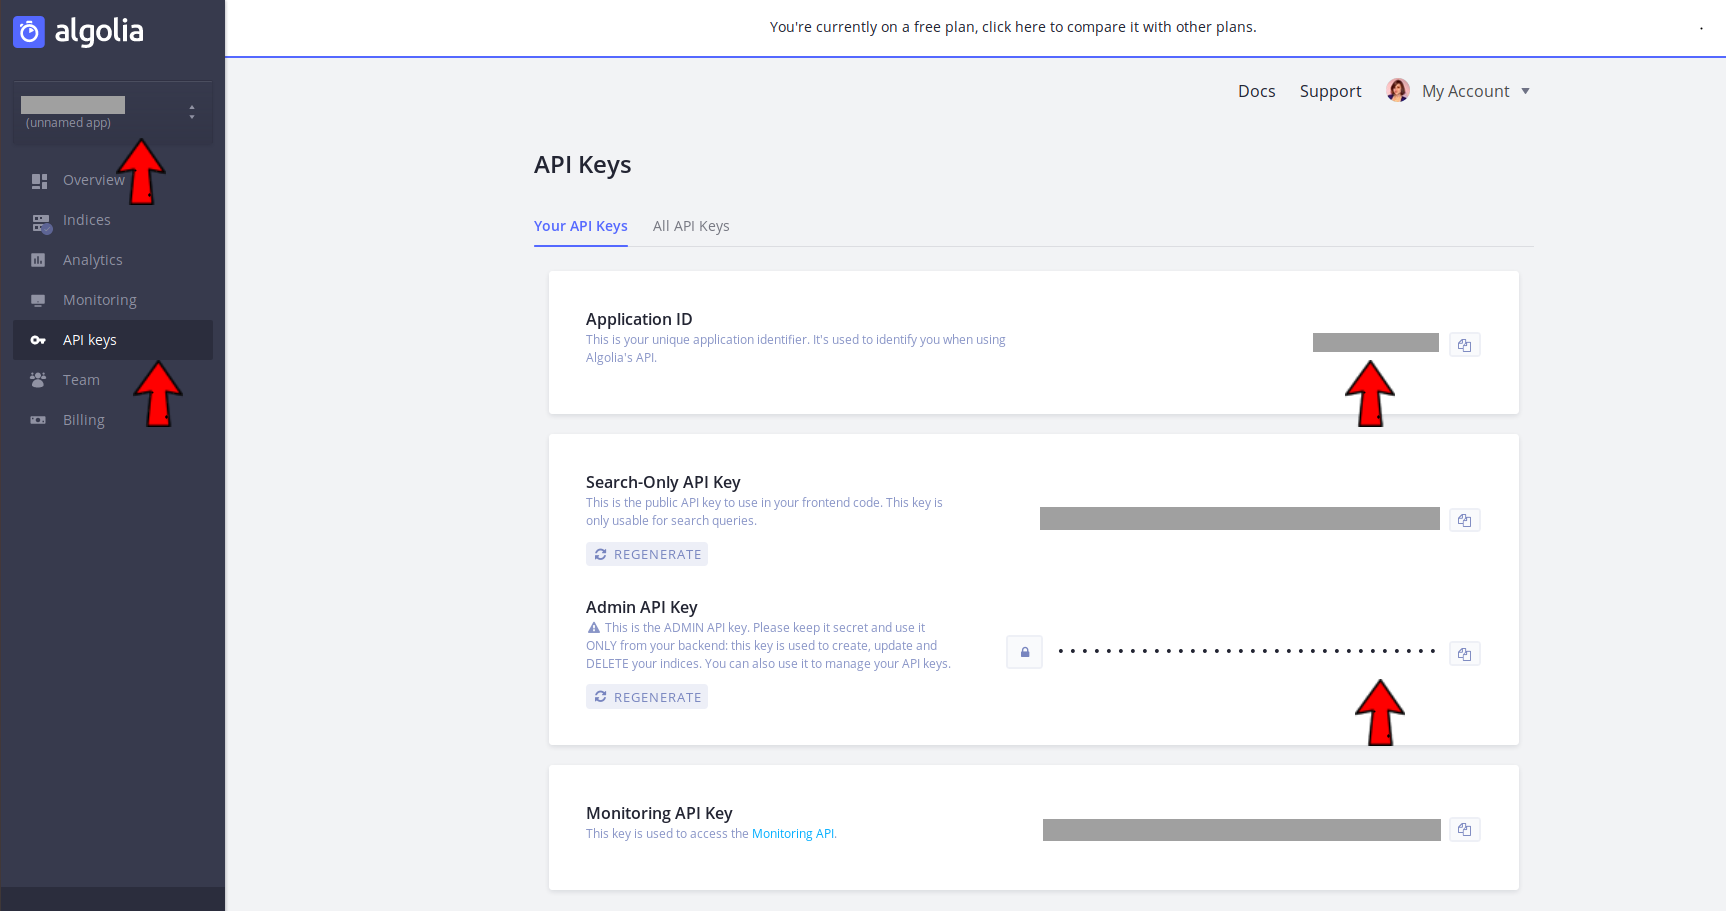 algolia
You're currently on a free plan, click here to compare it with other plans.
(unnamed app)
Docs
Support
My Account
Overview
Indices
Analytics
Monitoring
API keys
Team
Billing
API Keys
Your API Keys
All API Keys
Application ID
This is your unique application identifier. It's used to identify you when using
Algolia's API.
Search-Only API Key
This is the public API key to use in your frontend code. This key is
only usable for search queries.
REGENERATE
Admin API Key
This is the ADMIN API key. Please keep it secret and use it
ONLY from your backend: this key is used to create, update and
DELETE your indices. You can also use it to manage your API keys.
REGENERATE
Monitoring API Key
This key is used to access the Monitoring API.